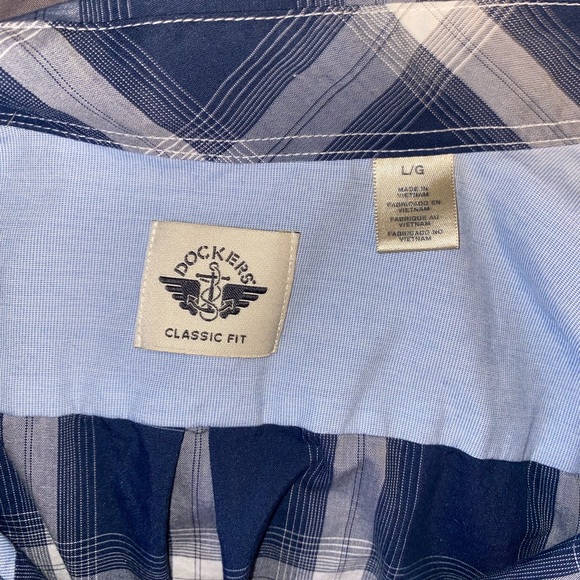 L/G
MADE IN
VIETNAM
FABRICADO EN
VIETNAM
FABRIQUE AU
VIETNAM
FABRICADO NO
VIETNAM
DOCKERS
CLASSIC FIT